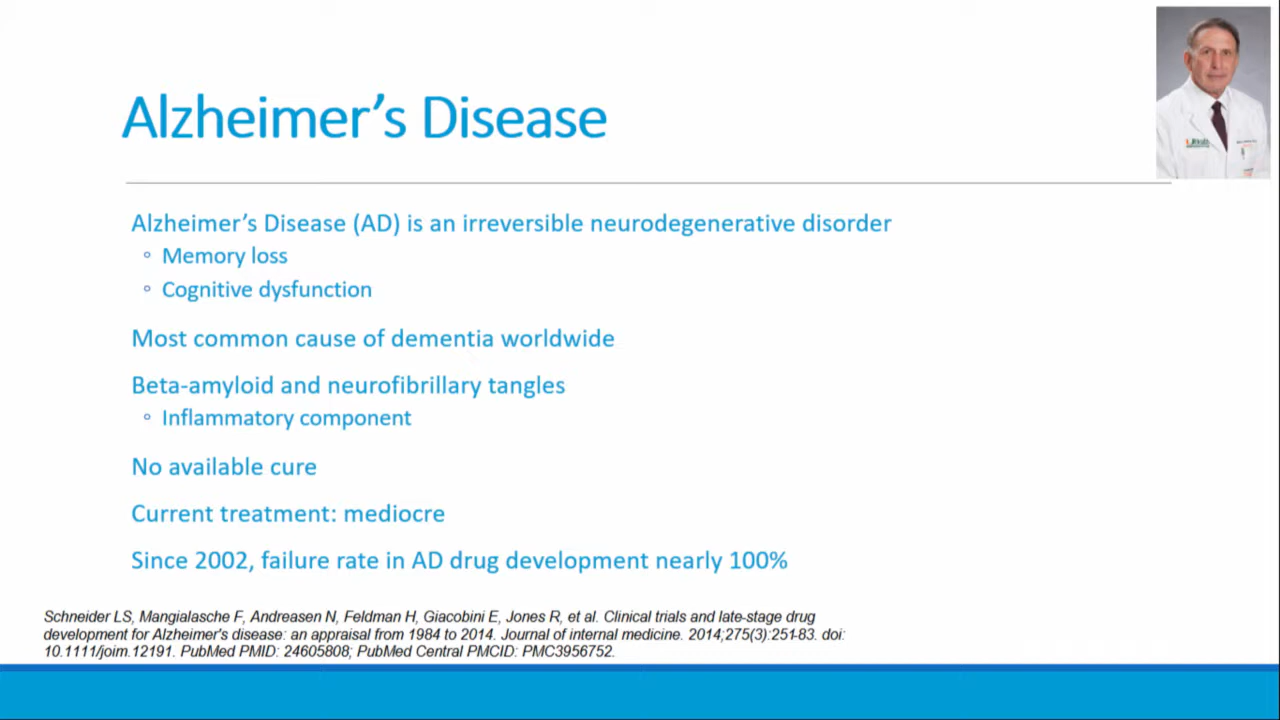 Alzheimer’s Disease
Alzheimer’s Disease (AD) is an irreversible neurodegenerative disorder
◦ Memory loss
◦ Cognitive dysfunction
Most common cause of dementia worldwide
Beta-amyloid and neurofibrillary tangles
◦ Inflammatory component
No available cure
Current treatment: mediocre
Since 2002, failure rate in AD drug development nearly 100%
Schneider LS, Mangialasche F, Andreasen N, Feldman H, Giacobini E, Jones R, et al. Clinical trials and late-stage drug
development for Alzheimer's disease: an appraisal from 1984 to 2014. Journal of internal medicine. 2014;275(3):251-83. doi:
10.1111/joim.12191. PubMed PMID: 24605808; PubMed Central PMCID: PMC3956752.